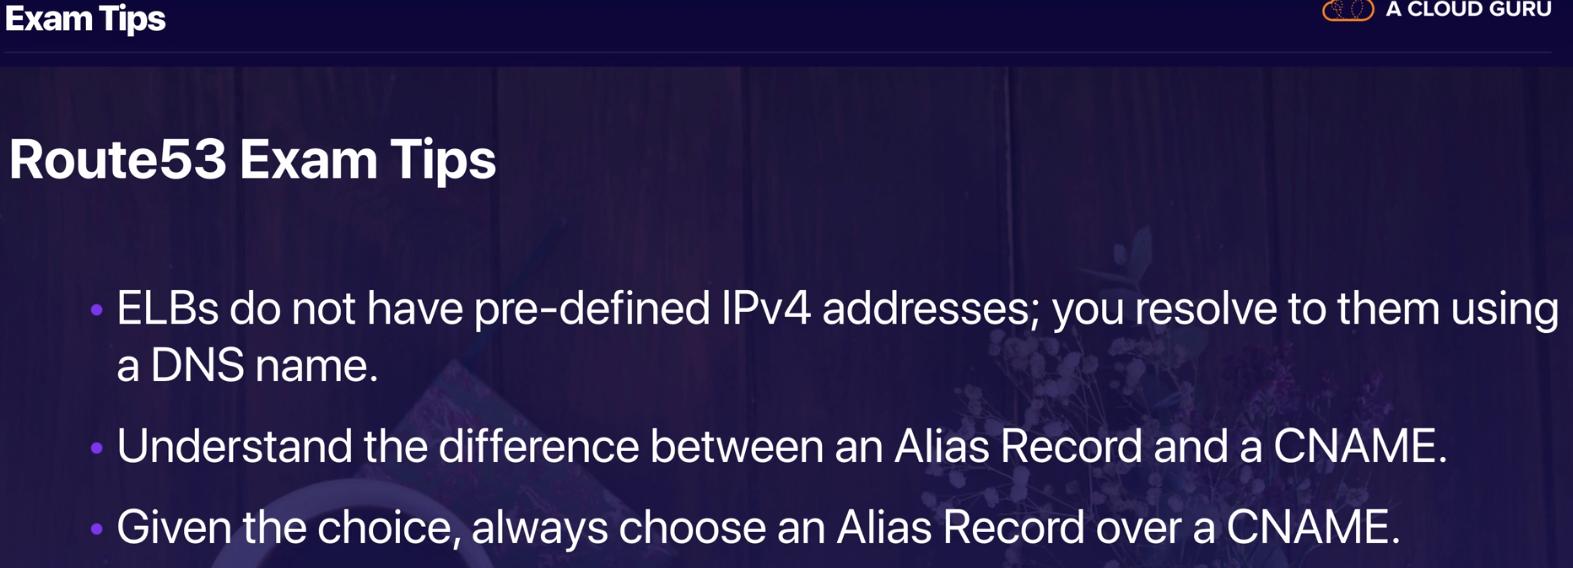 Exam Tips
A CLOUD GURU
Route53 Exam Tips
• ELBs do not have pre-defined IPv4 addresses; you resolve to them using
a DNS name.
• Understand the difference between an Alias Record and a CNAME.
• Given the choice, always choose an Alias Record over a CNAME.